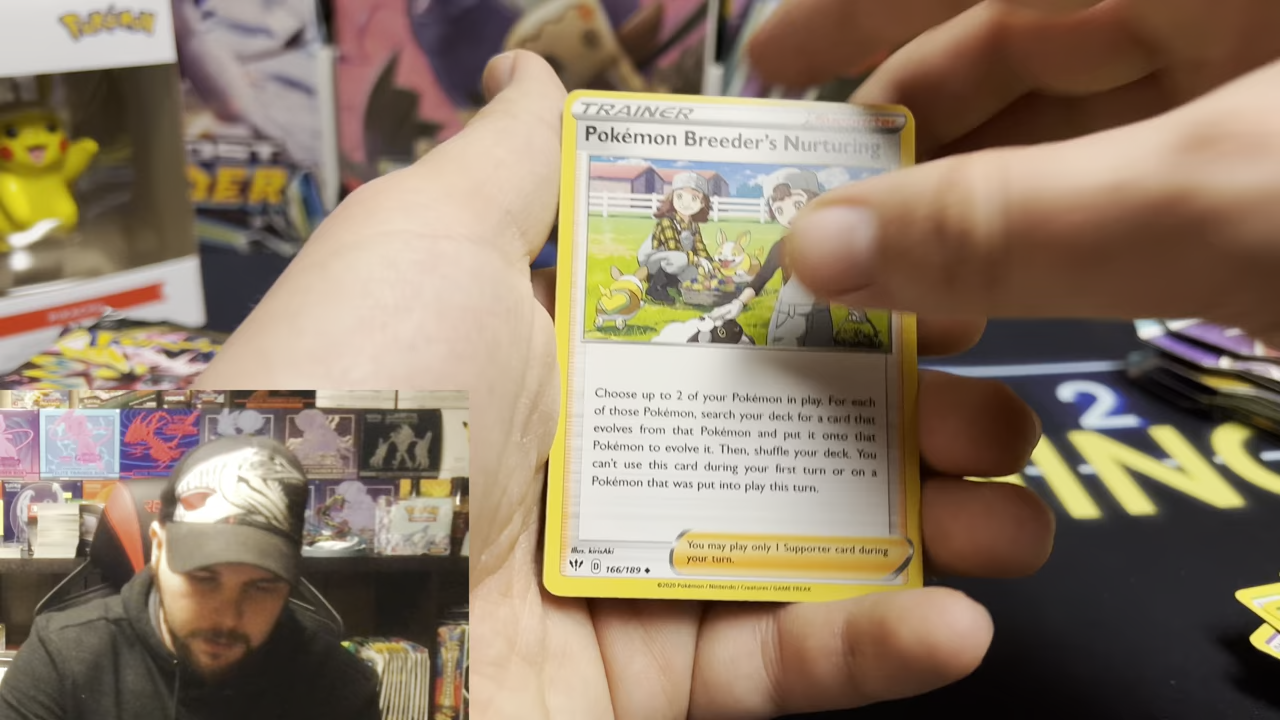 Pokémon
TRAINER
Supporter
Pokémon Breeder's Nurturing
Choose up to 2 of your Pokémon in play. For each
of those Pokémon, search your deck for a card that
evolves from that Pokémon and put it onto that
Pokémon to evolve it. Then, shuffle your deck. You
can't use this card during your first turn or on a
Pokémon that was put into play this turn.
You may play only 1 Supporter card during
your turn.
Illus. kirisAki
D 166/189
©2020 Pokémon / Nintendo / Creatures / GAME FREAK
2
ING